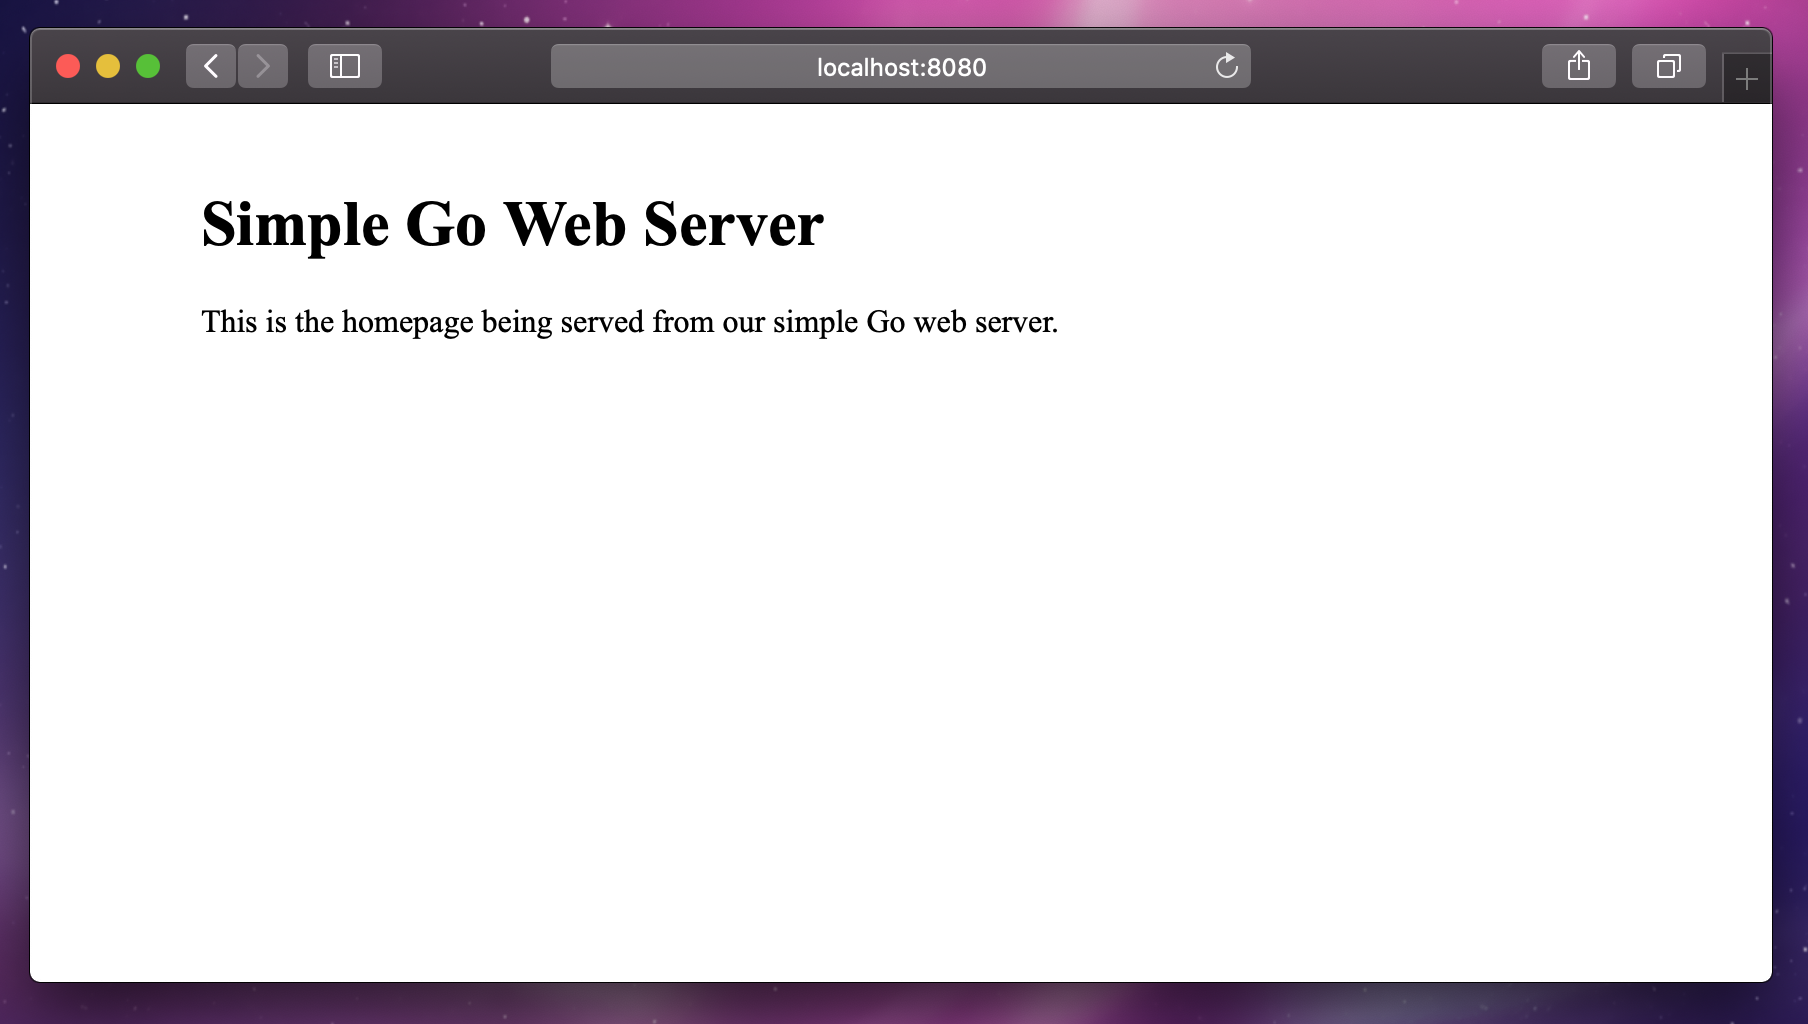 localhost:8080
Simple Go Web Server
This is the homepage being served from our simple Go web server.